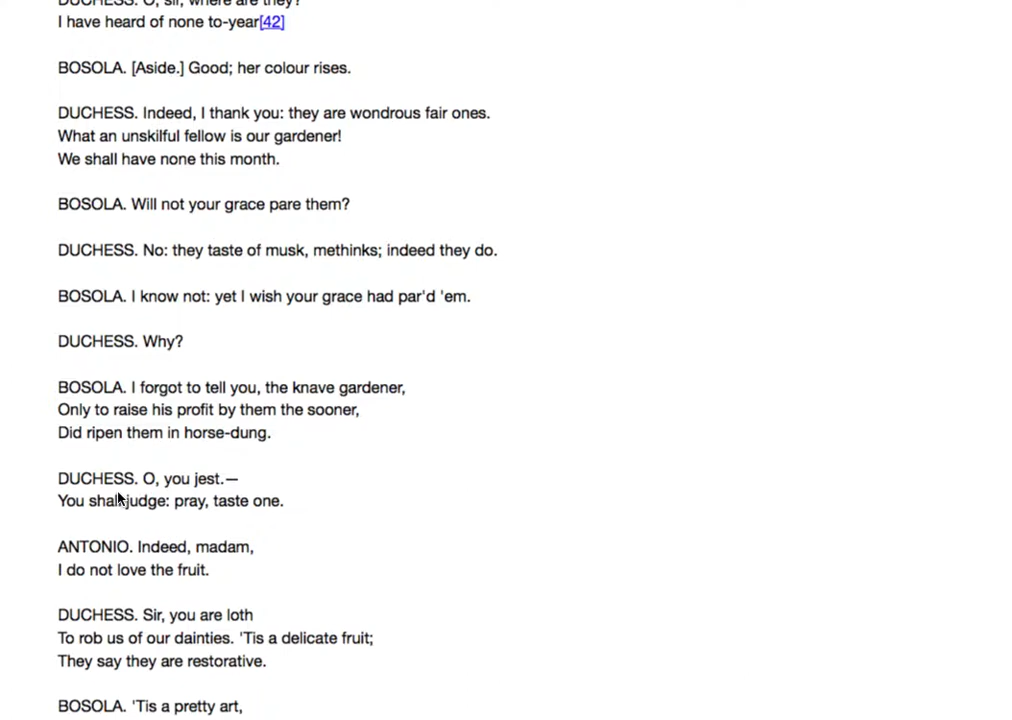 DUCHESS. O, sir, where are they?
I have heard of none to-year[42]
BOSOLA. [Aside.] Good; her colour rises.
DUCHESS. Indeed, I thank you: they are wondrous fair ones.
What an unskilful fellow is our gardener!
We shall have none this month.
BOSOLA. Will not your grace pare them?
DUCHESS. No: they taste of musk, methinks; indeed they do.
BOSOLA. I know not: yet I wish your grace had par'd 'em.
DUCHESS. Why?
BOSOLA. I forgot to tell you, the knave gardener,
Only to raise his profit by them the sooner,
Did ripen them in horse-dung.
DUCHESS. O, you jest.—
You shall judge: pray, taste one.
ANTONIO. Indeed, madam,
I do not love the fruit.
DUCHESS. Sir, you are loth
To rob us of our dainties. 'Tis a delicate fruit;
They say they are restorative.
BOSOLA. 'Tis a pretty art,